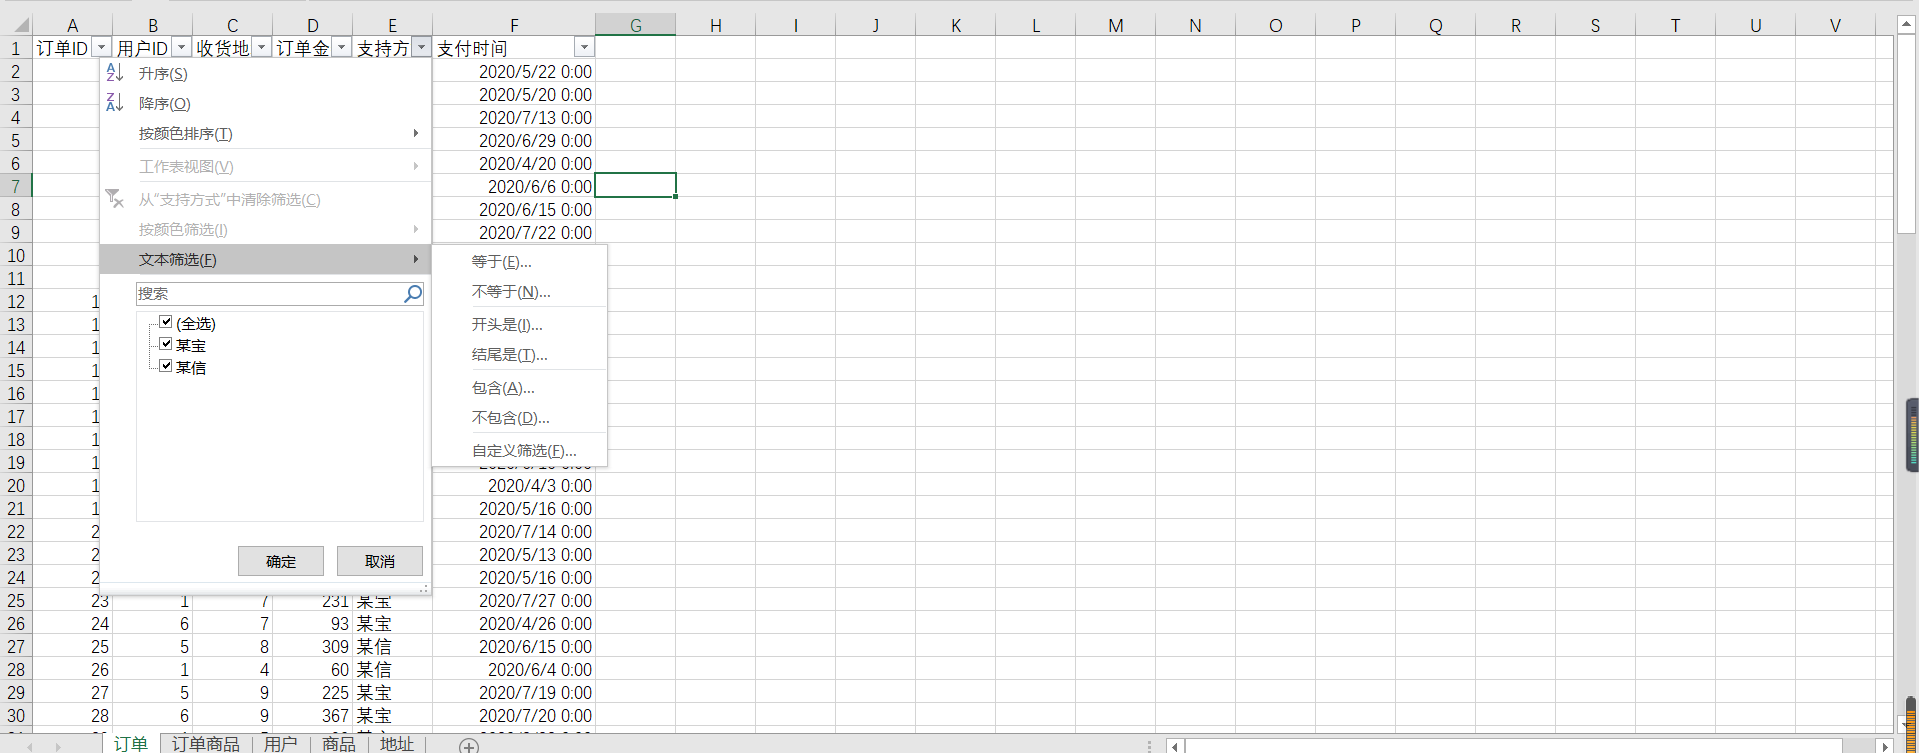 A B C D E F G H I J K L M N O P Q R S T U V
1 订单ID 用户ID 收货地 订单金 支持方 支付时间
2 2020/5/22 0:00
3 2020/5/20 0:00
4 2020/7/13 0:00
5 2020/6/29 0:00
6 2020/4/20 0:00
7 2020/6/6 0:00
8 2020/6/15 0:00
9 2020/7/22 0:00
10
11
12 1
13 1
14 1
15 1
16 1
17 1
18 1
19 1
20 1 2020/4/3 0:00
21 1 2020/5/16 0:00
22 2 2020/7/14 0:00
23 2 2020/5/13 0:00
24 2 2020/5/16 0:00
25 23 1 7 231 某宝 2020/7/27 0:00
26 24 6 7 93 某宝 2020/4/26 0:00
27 25 5 8 309 某信 2020/6/15 0:00
28 26 1 4 60 某信 2020/6/4 0:00
29 27 5 9 225 某宝 2020/7/19 0:00
30 28 6 9 367 某宝 2020/7/20 0:00
升序(S)
降序(O)
按颜色排序(T)
工作表视图(V)
从"支持方式"中清除筛选(C)
按颜色筛选(I)
文本筛选(F)
搜索
(全选)
某宝
某信
确定 取消
等于(E)...
不等于(N)...
开头是(I)...
结尾是(T)...
包含(A)...
不包含(D)...
自定义筛选(F)...
订单 订单商品 用户 商品 地址